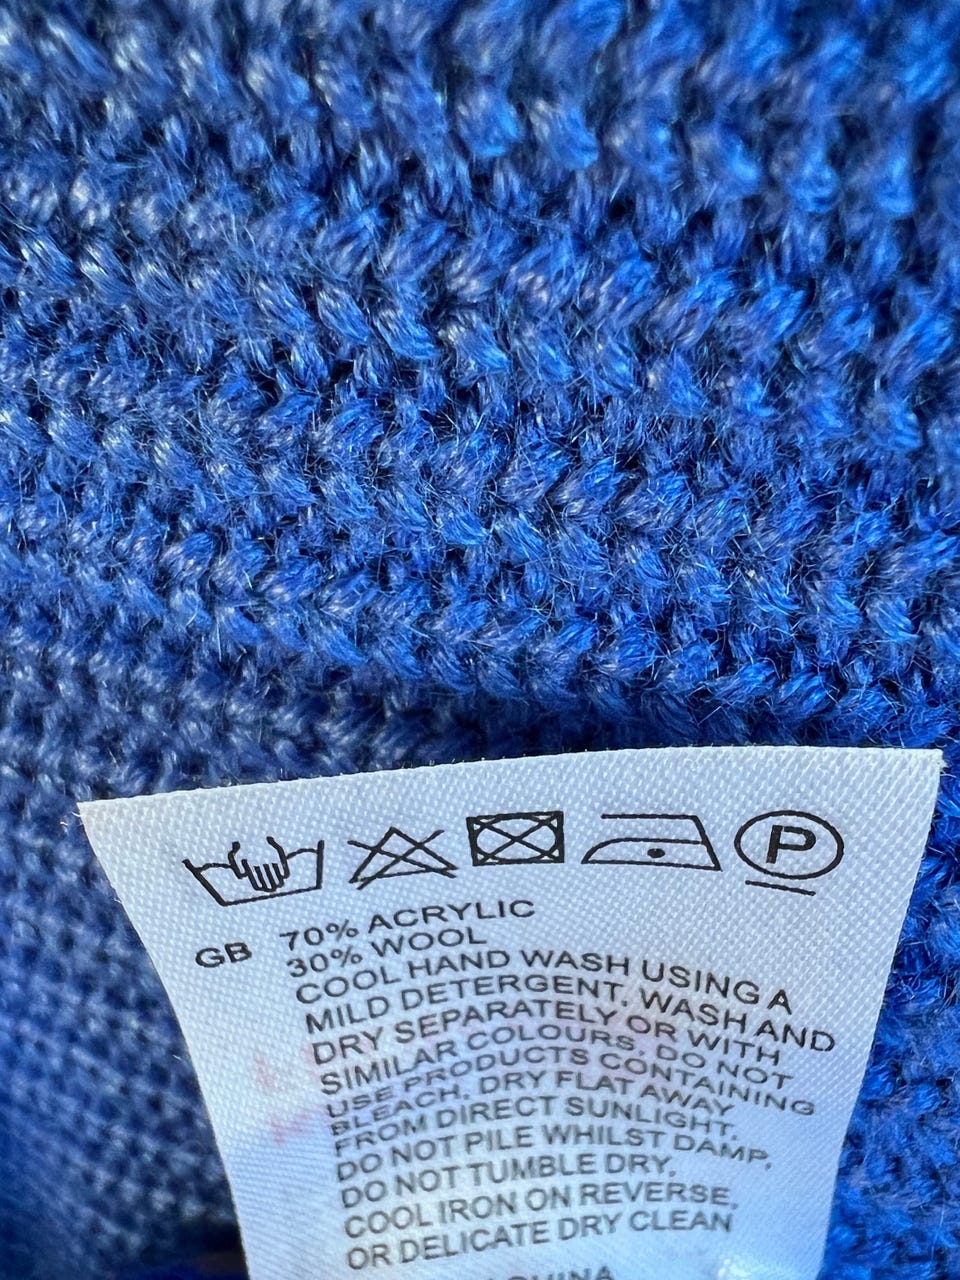 P
GB 70% ACRYLIC
30% WOOL
COOL HAND WASH USING A
MILD DETERGENT. WASH AND
DRY SEPARATELY OR WITH
SIMILAR COLOURS, DO NOT
USE PRODUCTS CONTAINING
BLEACH. DRY FLAT AWAY
FROM DIRECT SUNLIGHT.
DO NOT PILE WHILST DAMP.
DO NOT TUMBLE DRY.
COOL IRON ON REVERSE,
OR DELICATE DRY CLEAN
CHINA